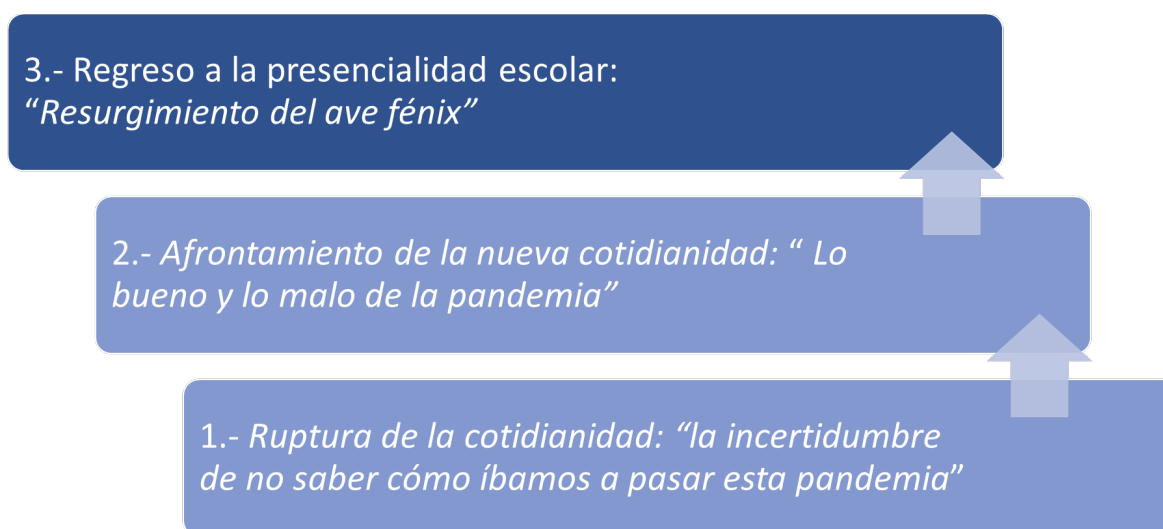 3.- Regreso a la presencialidad escolar:
“Resurgimiento del ave fénix”
2.- Afrontamiento de la nueva cotidianidad: “ Lo
bueno y lo malo de la pandemia”
1.- Ruptura de la cotidianidad: “la incertidumbre
de no saber cómo íbamos a pasar esta pandemia”